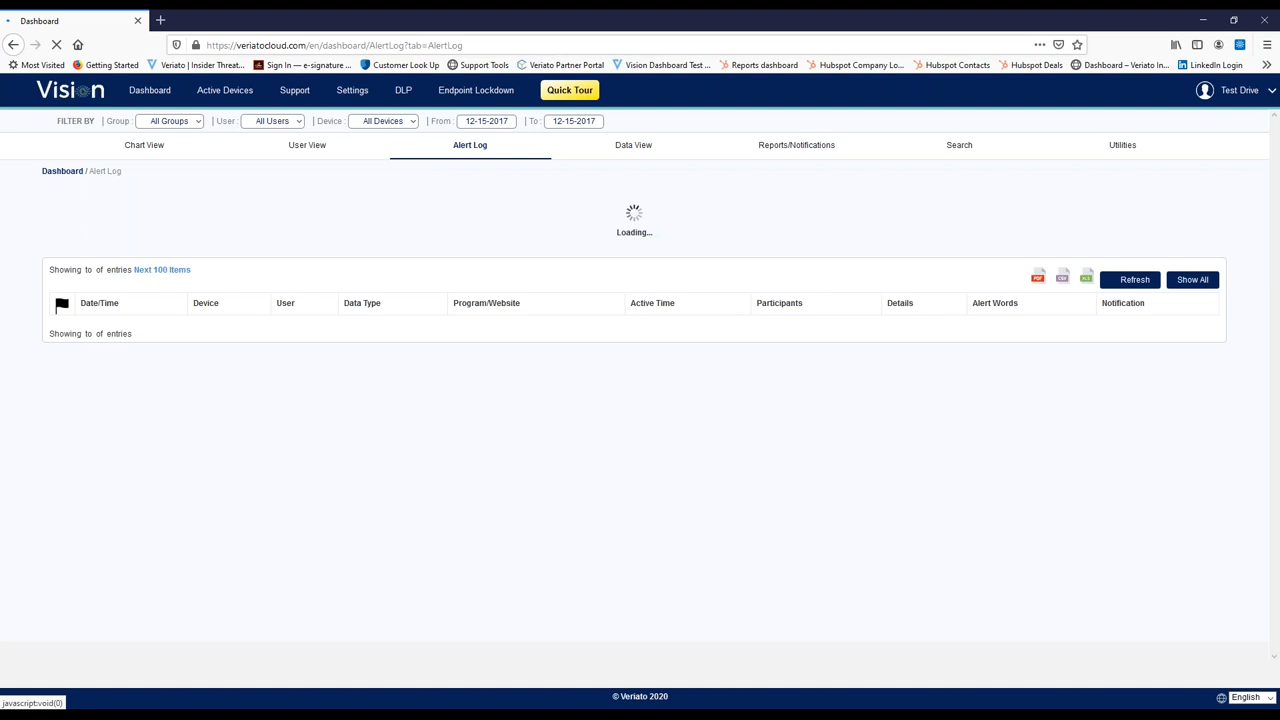 Dashboard
https://veriatocloud.com/en/dashboard/AlertLog?tab=AlertLog
Most Visited Getting Started Veriato | Insider Threat... Sign In — e-signature ... Customer Look Up Support Tools Veriato Partner Portal Vision Dashboard Test ... Reports dashboard Hubspot Company Lo... Hubspot Contacts Hubspot Deals Dashboard – Veriato In... LinkedIn Login
Vision Dashboard Active Devices Support Settings DLP Endpoint Lockdown Quick Tour Test Drive
FILTER BY | Group : All Groups | User : All Users | Device : All Devices | From : 12-15-2017 | To : 12-15-2017
Chart View User View Alert Log Data View Reports/Notifications Search Utilities
Dashboard / Alert Log
Loading...
Showing to of entries Next 100 Items PDF CSV XLS Refresh Show All
Date/Time Device User Data Type Program/Website Active Time Participants Details Alert Words Notification
Showing to of entries
© Veriato 2020 English
javascript:void(0)